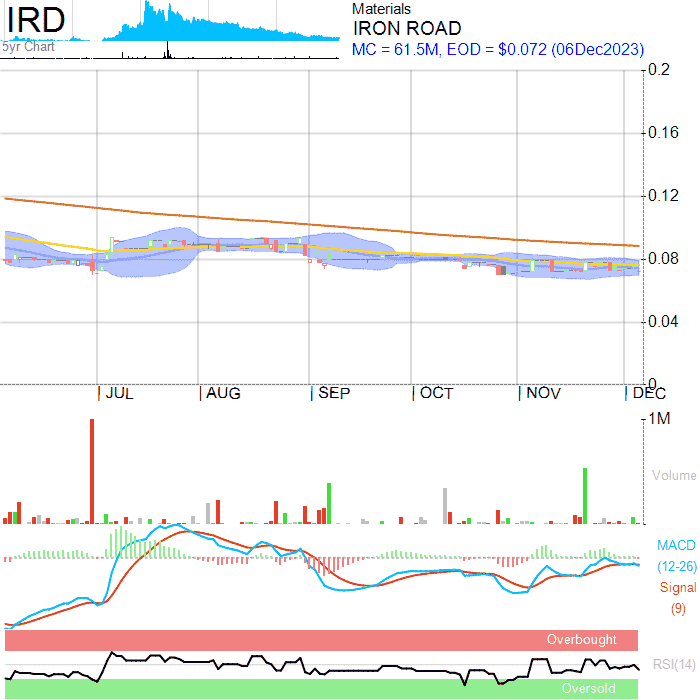 IRD
5yr Chart
Materials
IRON ROAD
MC = 61.5M, EOD = $0.072 (06Dec2023)
0.2
0.16
0.12
0.08
0.04
0
JUL AUG SEP OCT NOV DEC
1M
Volume
MACD
(12-26)
Signal
(9)
Overbought
RSI(14)
Oversold